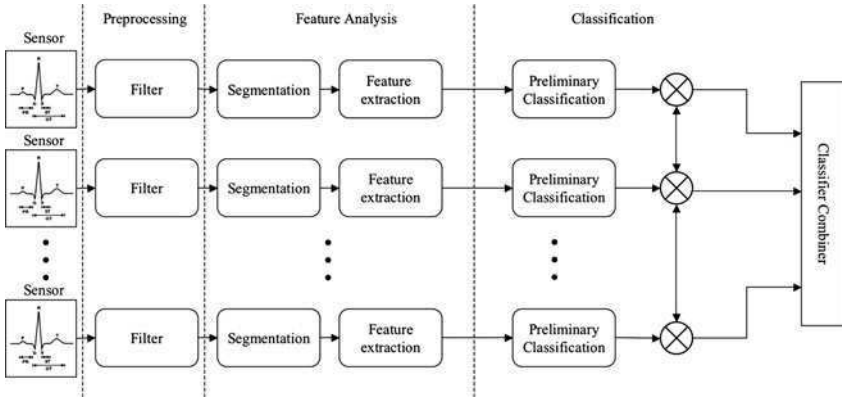 Preprocessing
Feature Analysis
Classification
Sensor
Filter
Segmentation
Feature
extraction
Preliminary
Classification
Sensor
Filter
Segmentation
Feature
extraction
Preliminary
Classification
Sensor
Filter
Segmentation
Feature
extraction
Preliminary
Classification
Classifier Combiner